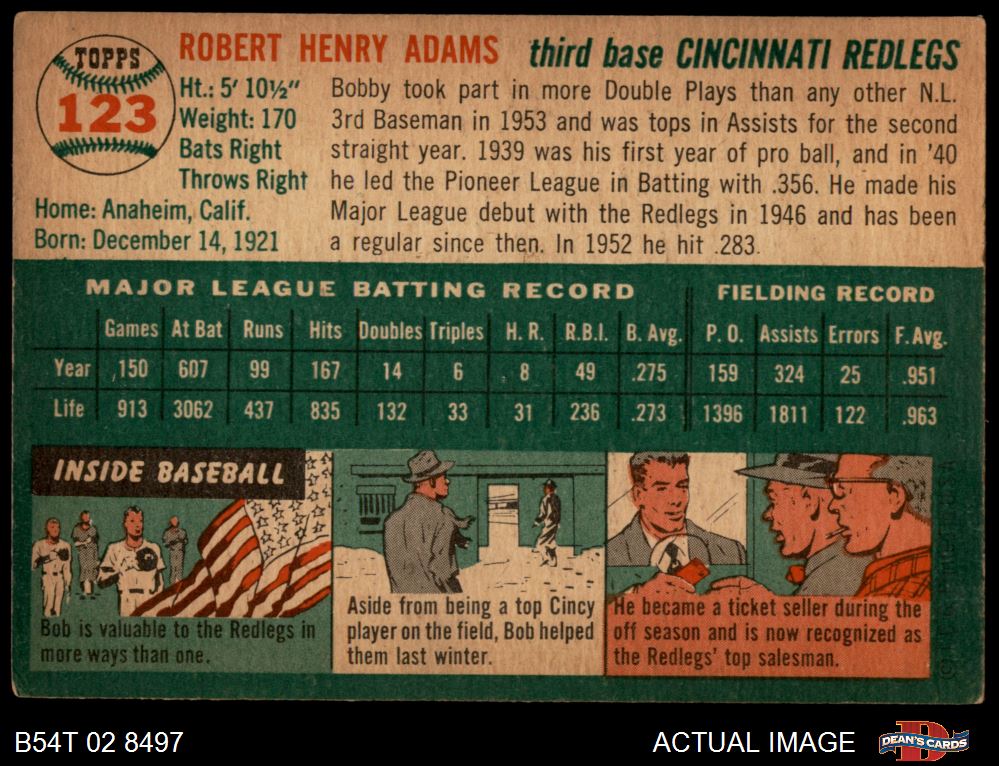 TOPPS
123
ROBERT HENRY ADAMS third base CINCINNATI REDLEGS
Ht.: 5' 10½"
Weight: 170
Bats Right
Throws Right
Home: Anaheim, Calif.
Born: December 14, 1921
Bobby took part in more Double Plays than any other N.L.
3rd Baseman in 1953 and was tops in Assists for the second
straight year. 1939 was his first year of pro ball, and in '40
he led the Pioneer League in Batting with .356. He made his
Major League debut with the Redlegs in 1946 and has been
a regular since then. In 1952 he hit .283.
MAJOR LEAGUE BATTING RECORD FIELDING RECORD
Games At Bat Runs Hits Doubles Triples H. R. R.B.I. B. Avg. P. O. Assists Errors F. Avg.
Year 150 607 99 167 14 6 8 49 .275 159 324 25 .951
Life 913 3062 437 835 132 33 31 236 .273 1396 1811 122 .963
INSIDE BASEBALL
Bob is valuable to the Redlegs in
more ways than one.
Aside from being a top Cincy
player on the field, Bob helped
them last winter.
He became a ticket seller during the
off season and is now recognized as
the Redlegs' top salesman.
B54T 02 8497
ACTUAL IMAGE
DEAN'S CARDS